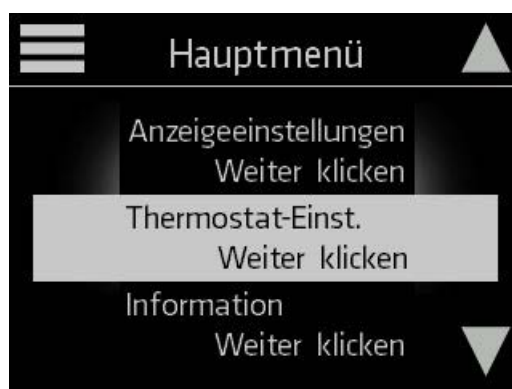 Hauptmenü
Anzeigeeinstellungen
Weiter klicken
Thermostat-Einst.
Weiter klicken
Information
Weiter klicken